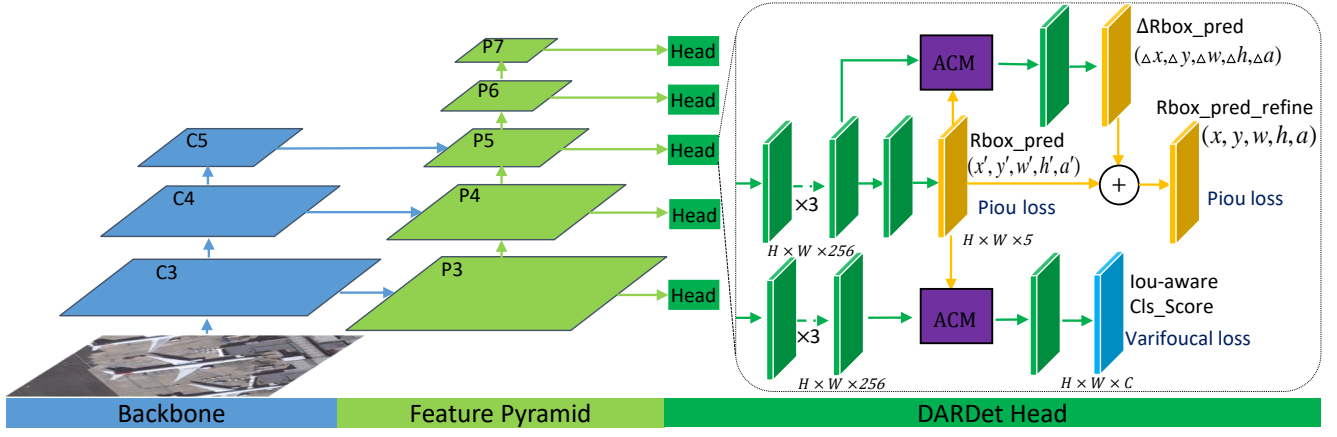 P7
Head
P6
Head
C5
P5
Head
C4
P4
Head
C3
P3
Head
ACM
ΔRbox_pred
(△x,△y,△w,△h,△a)
Rbox_pred_refine
(x, y, w, h, a)
Rbox_pred
(x′, y′, w′, h′, a′)
+
×3
Piou loss
Piou loss
H × W ×256
H × W ×5
ACM
Iou-aware
Cls_Score
×3
Varifoucal loss
H × W ×256
H × W × C
Backbone
Feature Pyramid
DARDet Head